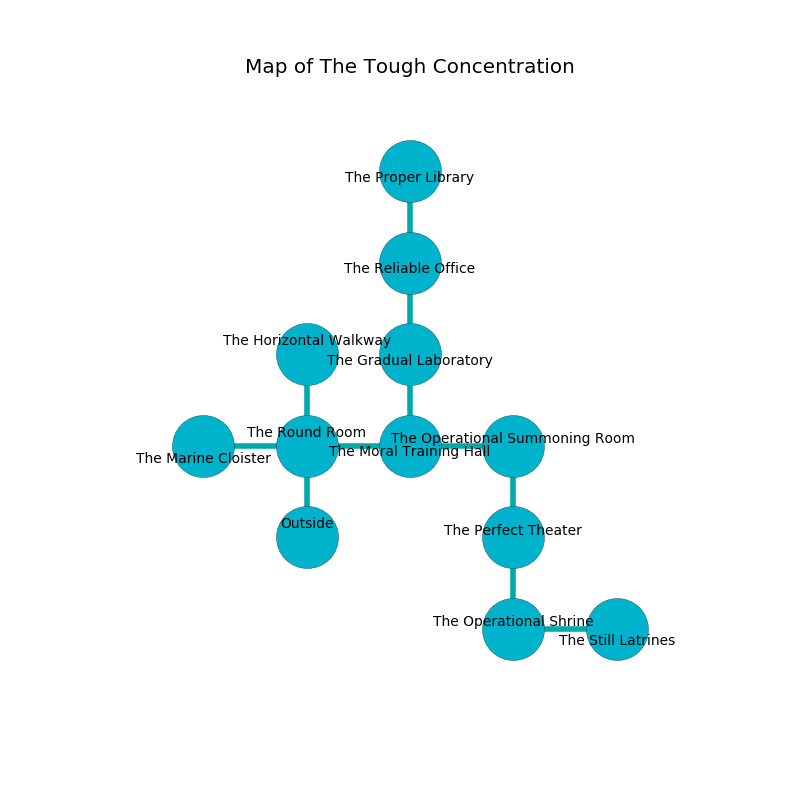 Map of The Tough Concentration
The Proper Library
The Reliable Office
The Horizontal Walkway
The Gradual Laboratory
The Round Room
The Operational Summoning Room
The Moral Training Hall
The Marine Cloister
Outside
The Perfect Theater
The Operational Shrine
The Still Latrines